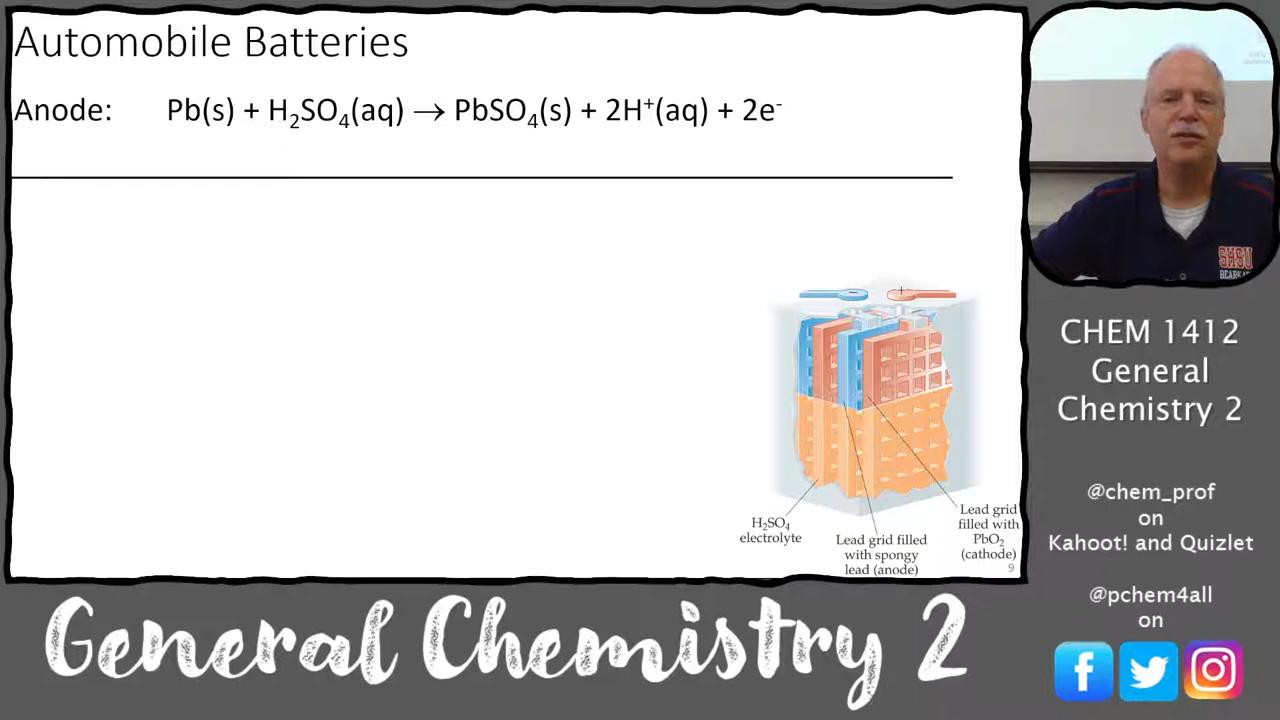 Automobile Batteries
Anode: Pb(s) + H₂SO₄(aq) → PbSO₄(s) + 2H⁺(aq) + 2e⁻
−
+
H₂SO₄
electrolyte
Lead grid filled
with spongy
lead (anode)
Lead grid
filled with
PbO₂
(cathode)
9
SHSU
CHEM 1412
General
Chemistry 2
@chem_prof
on
Kahoot! and Quizlet
@pchem4all
on
General Chemistry 2